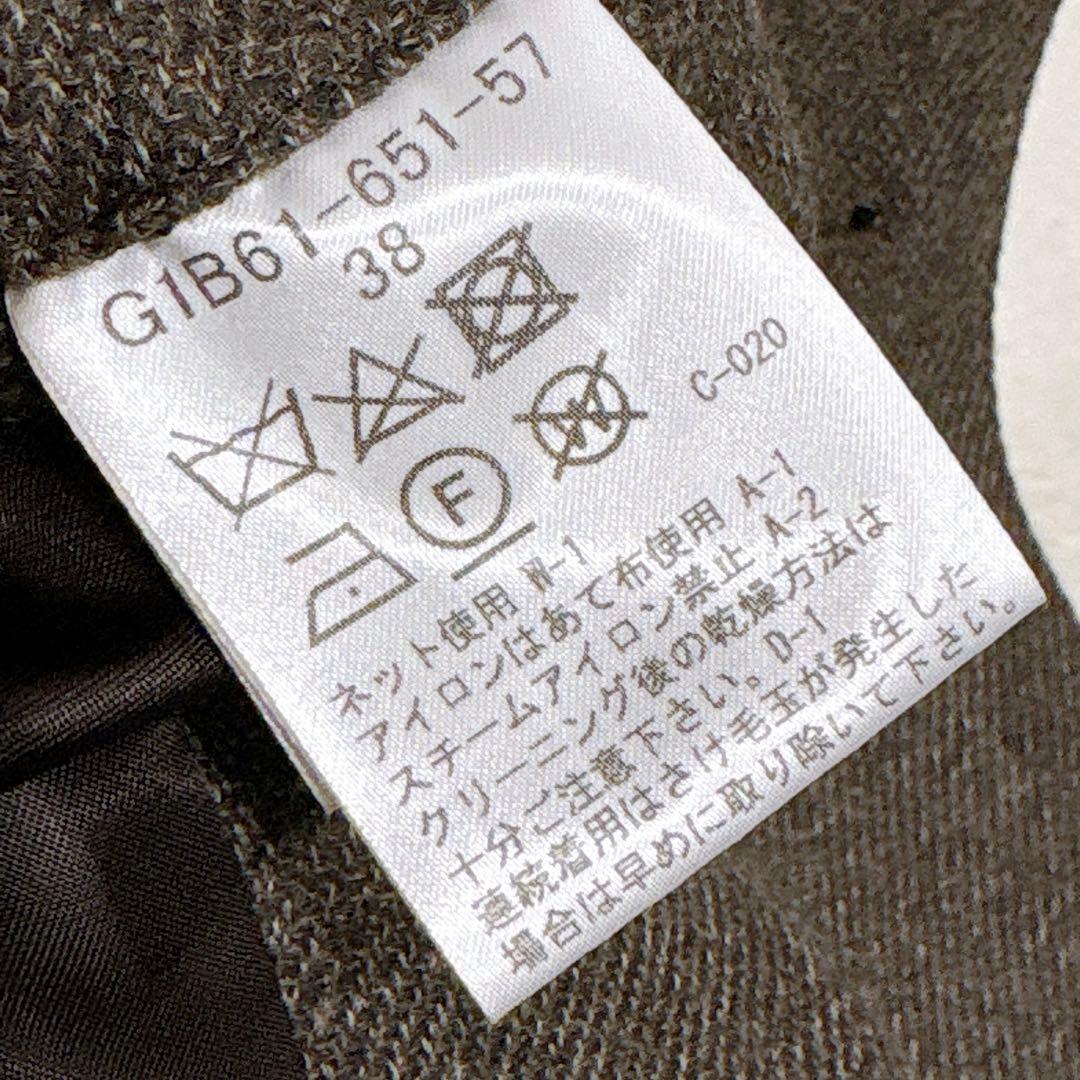 G1B61-651-57
38
F
W
C-020
ネット使用 W-1
アイロンはあて布使用 A-1
スチームアイロン禁止 A-2
クリーニング後の乾燥方法は
十分ご注意下さい。 D-1
連続着用はさけ毛玉が発生した
場合は早めに取り除いて下さい。